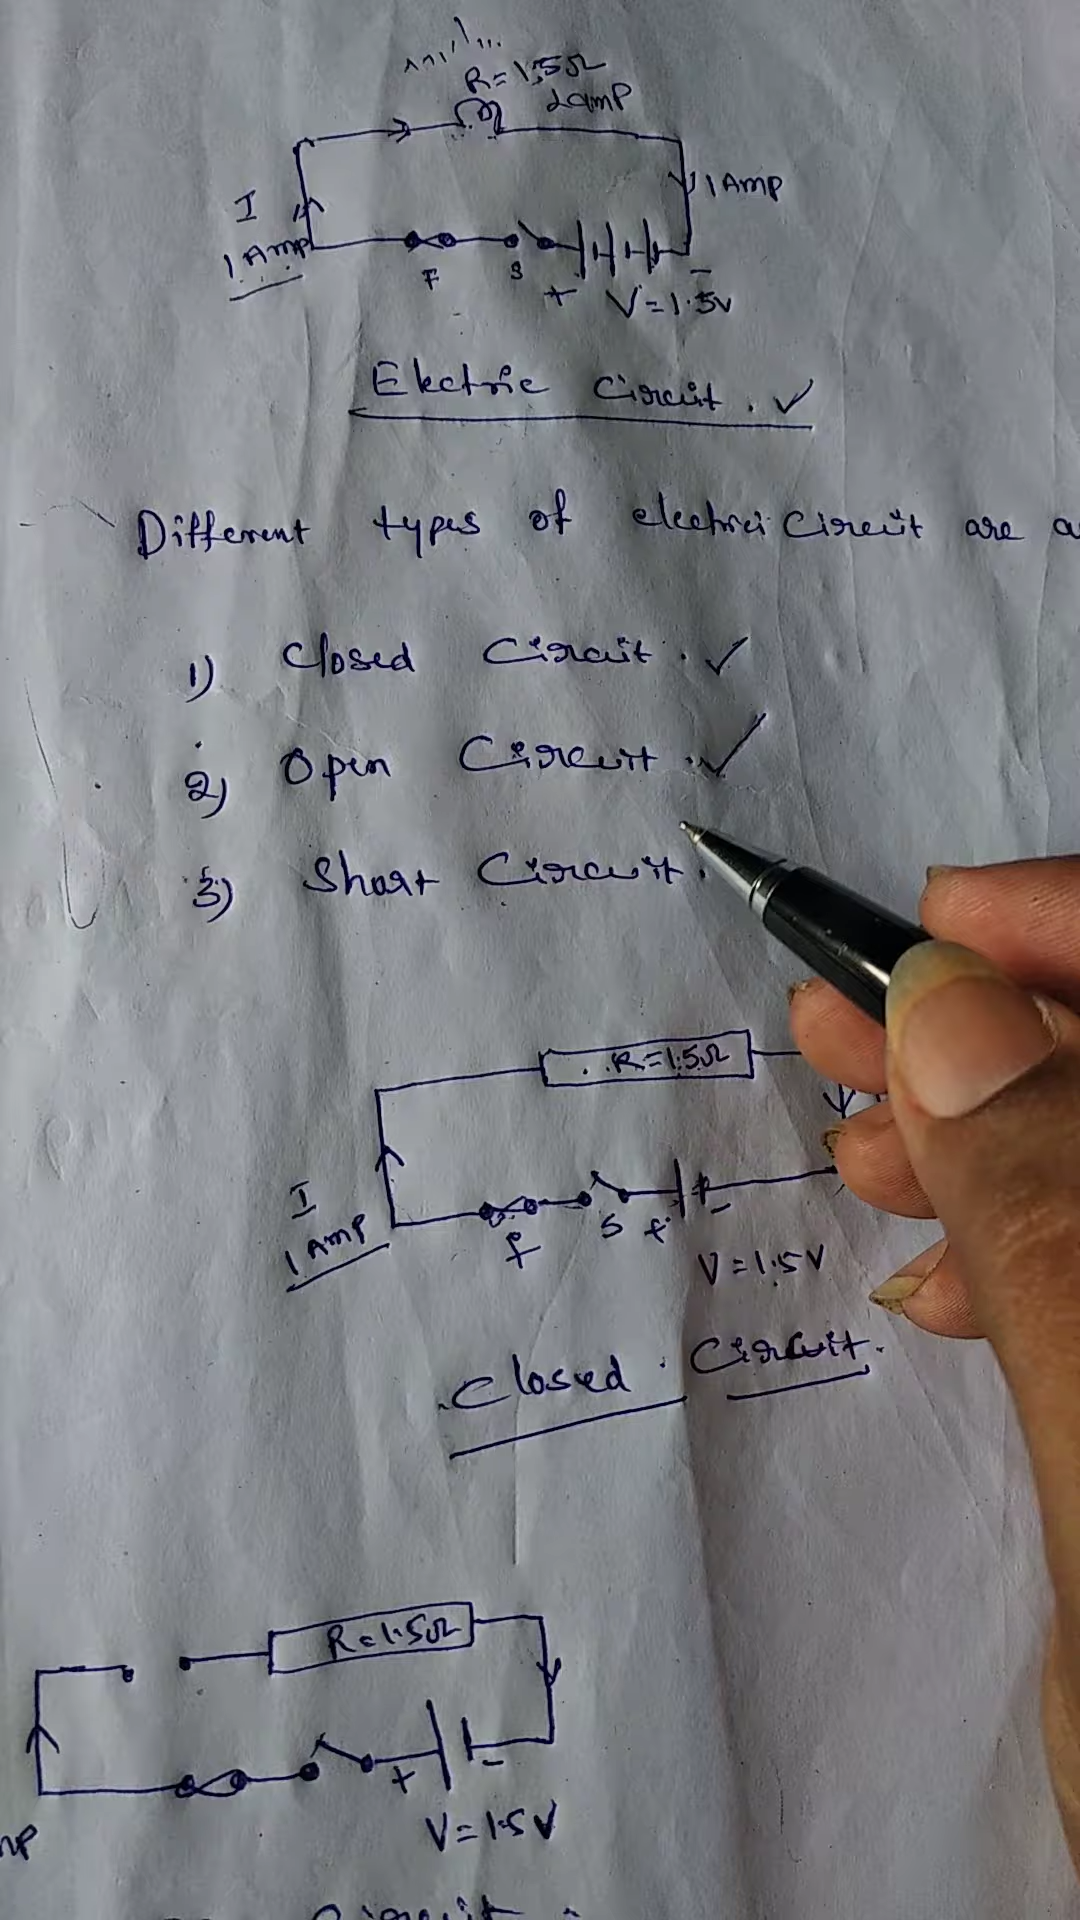 R=1.5Ω
Lamp
1 Amp
I
1 Amp
F
S
+
-
V=1.5v
Electric Circuit.
Different types of electric Circuit are
1) Closed Circuit.
2) Open Circuit.
3) Short Circuit.
R=1.5Ω
I
1 Amp
f
S
+
-
V=1.5V
Closed Circuit.
R=1.5Ω
+
-
V=1.5V
Circuit.